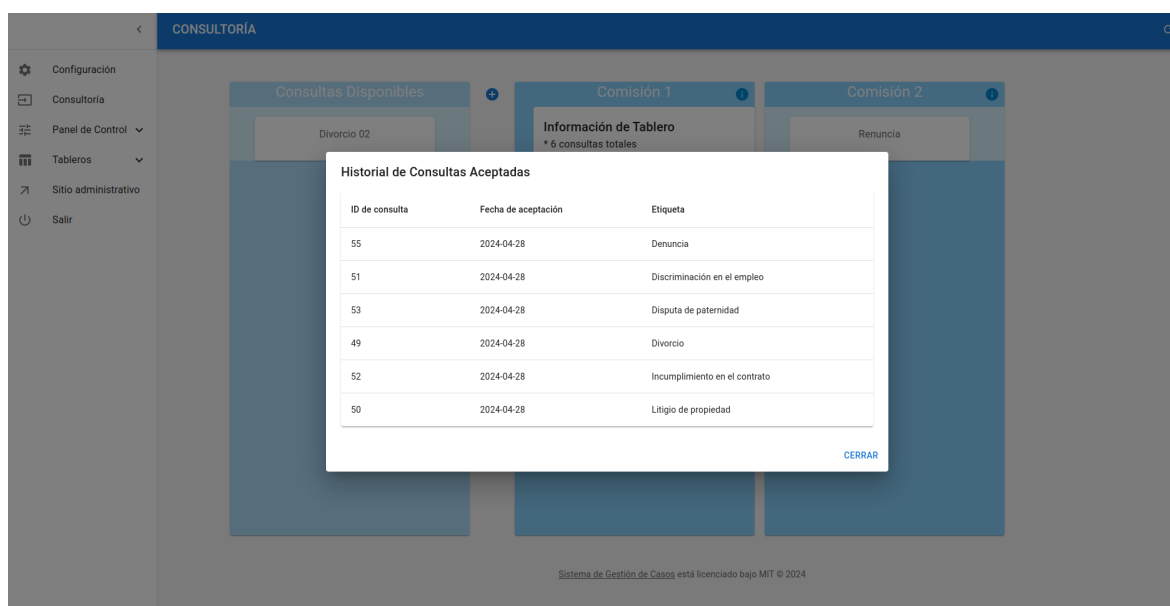 CONSULTORÍA
Configuración
Consultoría
Panel de Control
Tableros
Sitio administrativo
Salir
Consultas Disponibles
Comisión 1
Comisión 2
Divorcio 02
Información de Tablero
* 6 consultas totales
Renuncia
Historial de Consultas Aceptadas
ID de consulta Fecha de aceptación Etiqueta
55 2024-04-28 Denuncia
51 2024-04-28 Discriminación en el empleo
53 2024-04-28 Disputa de paternidad
49 2024-04-28 Divorcio
52 2024-04-28 Incumplimiento en el contrato
50 2024-04-28 Litigio de propiedad
CERRAR
Sistema de Gestión de Casos está licenciado bajo MIT © 2024